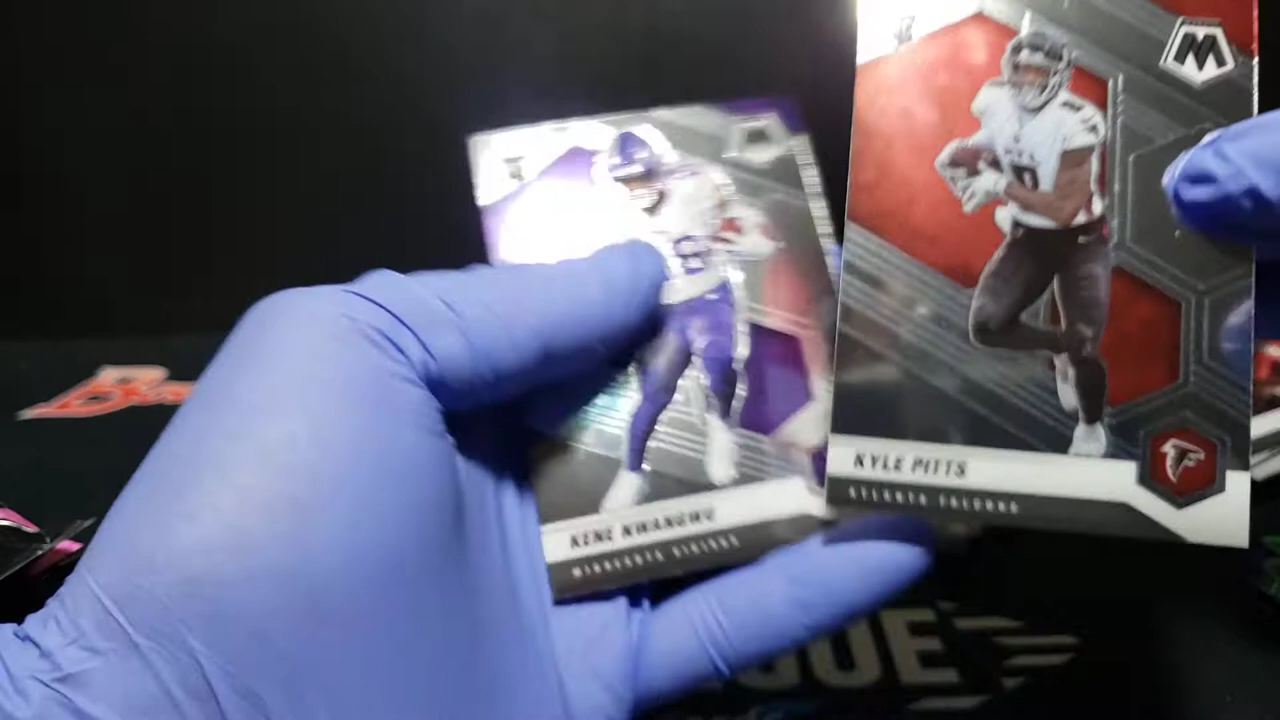 M
KYLE PITTS
ATLANTA FALCONS
KENE NWANGWU
MINNESOTA VIKINGS